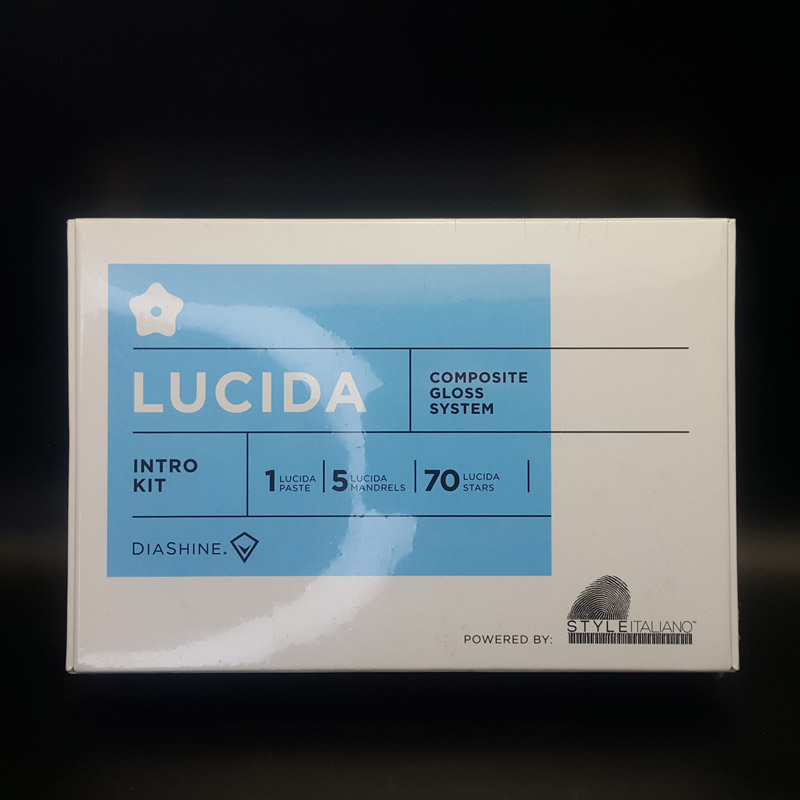 LUCIDA
COMPOSITE
GLOSS
SYSTEM
INTRO
KIT
1 LUCIDA
PASTE
5 LUCIDA
MANDRELS
70 LUCIDA
STARS
DIASHINE.
POWERED BY:
STYLEITALIANO™